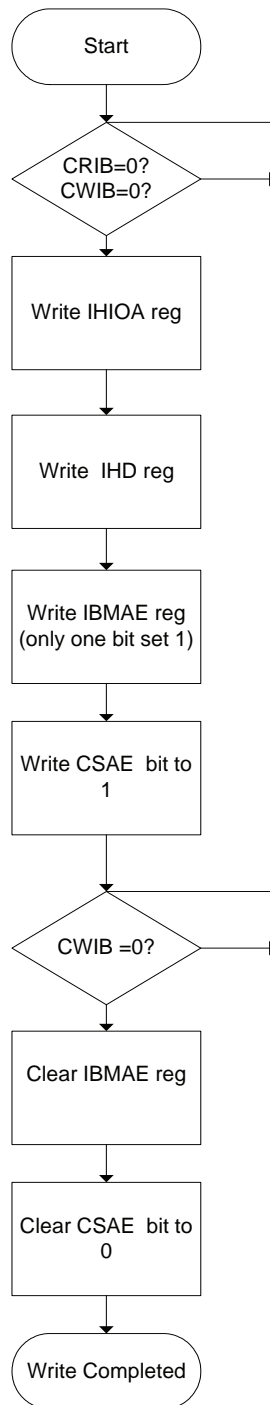 Start
CRIB=0?
CWIB=0?
Write IHIOA reg
Write IHD reg
Write IBMAE reg
(only one bit set 1)
Write CSAE bit to
1
CWIB =0?
Clear IBMAE reg
Clear CSAE bit to
0
Write Completed